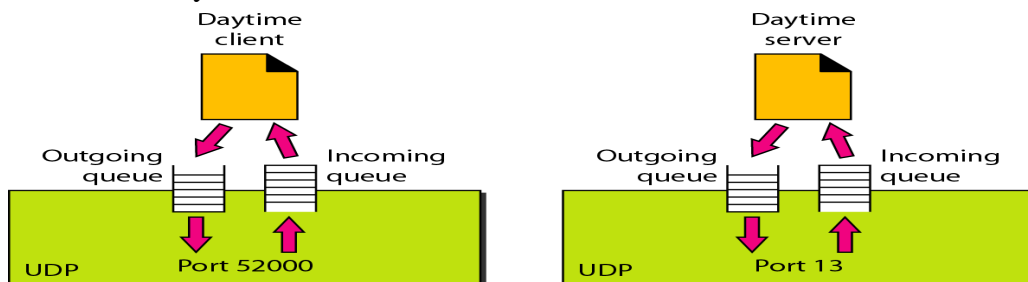 Daytime
client
Outgoing
queue
Incoming
queue
UDP
Port 52000
Daytime
server
Outgoing
queue
Incoming
queue
UDP
Port 13